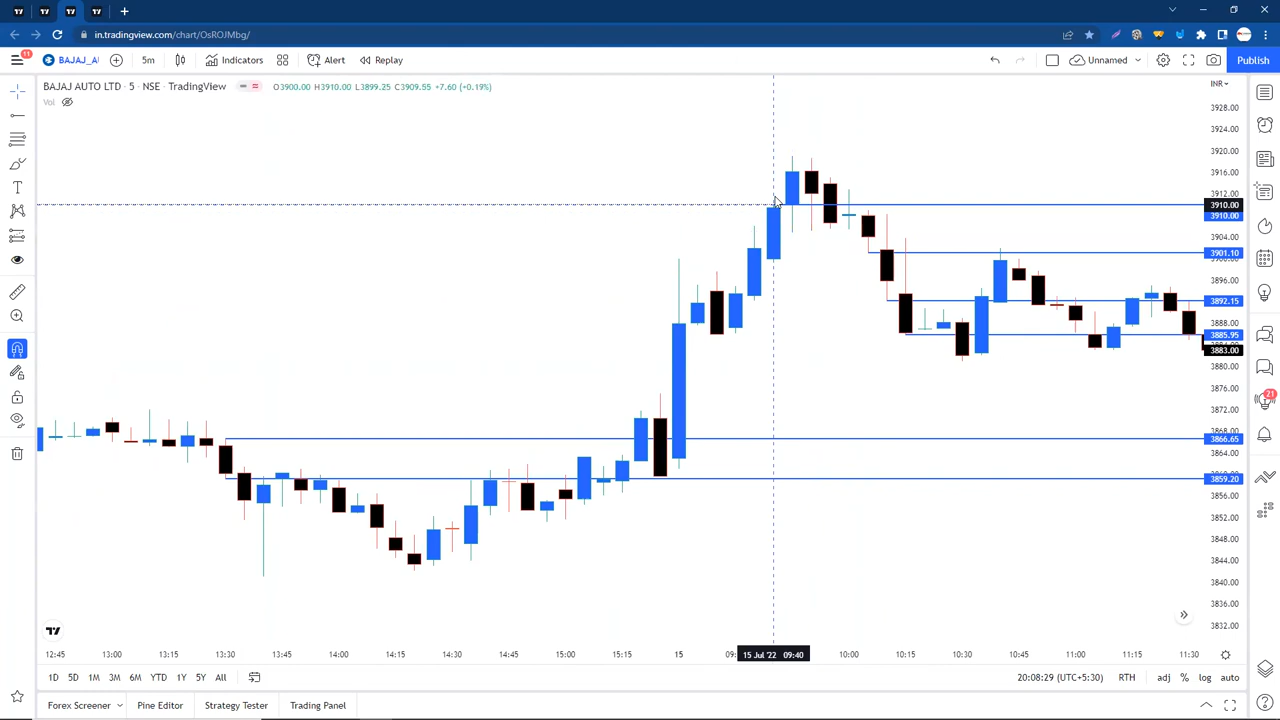 in.tradingview.com/chart/OsROJMbg/
11
BAJAJ_AU
5m
Indicators
Alert
Replay
Unnamed
Publish
BAJAJ AUTO LTD · 5 · NSE · TradingView
O3900.00 H3910.00 L3899.25 C3909.55 +7.60 (+0.19%)
INR
Vol
3928.00
3924.00
3920.00
3916.00
3912.00
3910.00
3910.00
3904.00
3901.10
3896.00
3892.15
3888.00
3885.95
3883.00
3880.00
3876.00
3872.00
3866.65
3864.00
3859.20
3856.00
3852.00
3848.00
3844.00
3840.00
3836.00
3832.00
21
12:45
13:00
13:15
13:30
13:45
14:00
14:15
14:30
14:45
15:00
15:15
15
09:
15 Jul '22 09:40
10:00
10:15
10:30
10:45
11:00
11:15
11:30
1D 5D 1M 3M 6M YTD 1Y 5Y All
20:08:29 (UTC+5:30)
RTH
adj % log auto
Forex Screener
Pine Editor
Strategy Tester
Trading Panel